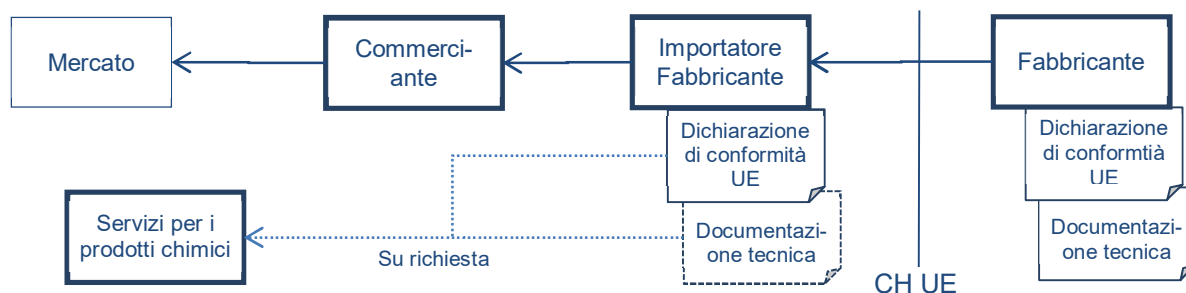 Mercato
Commerci-
ante
Importatore
Fabbricante
Fabbricante
Dichiarazione
di conformità
UE
Dichiarazione
di conformtià
UE
Servizi per i
prodotti chimici
Su richiesta
Documentazi-
one tecnica
Documentazi-
one tecnica
CH UE